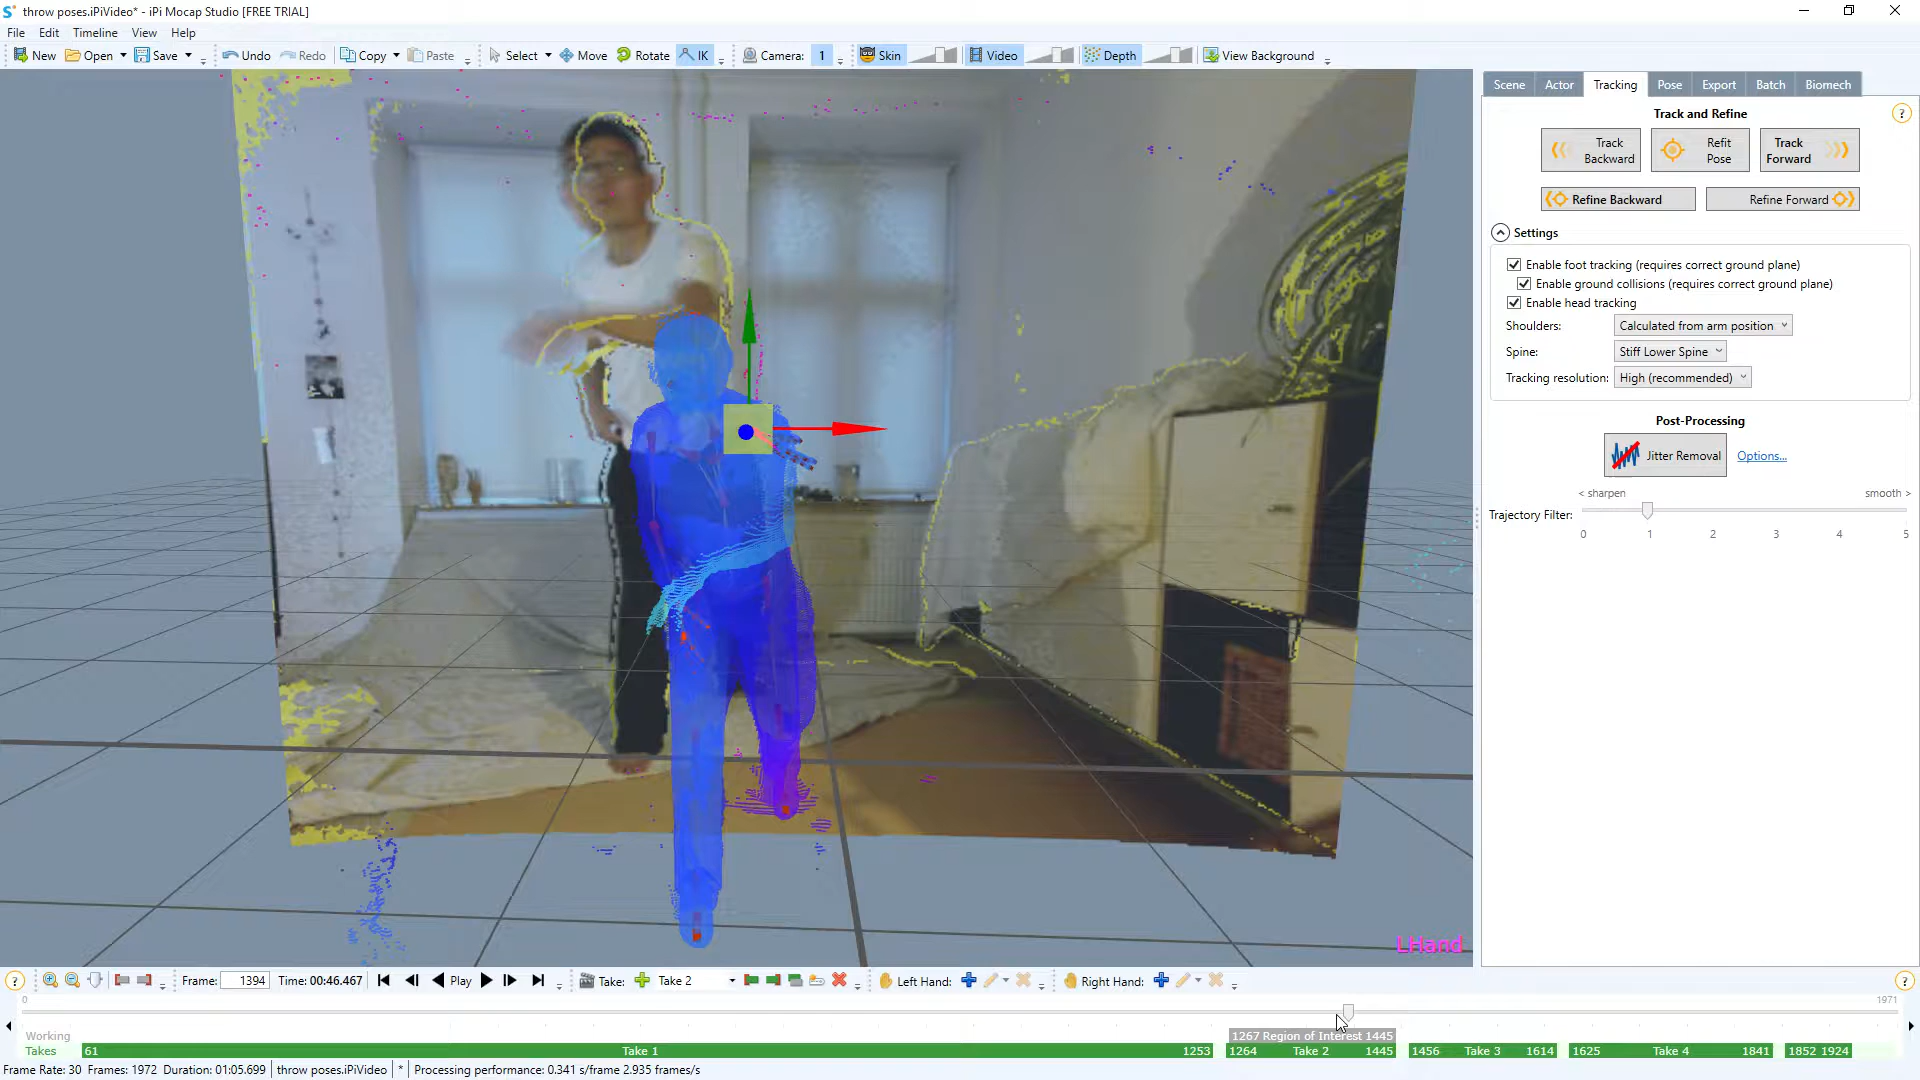 throw poses.iPiVideo* - iPi Mocap Studio [FREE TRIAL]
File Edit Timeline View Help
New Open Save Undo Redo Copy Paste Select Move Rotate IK Camera: 1 Skin Video Depth View Background
Scene Actor Tracking Pose Export Batch Biomech
Track and Refine
Track Backward
Refit Pose
Track Forward
Refine Backward Refine Forward
Settings
Enable foot tracking (requires correct ground plane)
Enable ground collisions (requires correct ground plane)
Enable head tracking
Shoulders: Calculated from arm position
Spine: Stiff Lower Spine
Tracking resolution: High (recommended)
Post-Processing
Jitter Removal Options...
< sharpen smooth >
Trajectory Filter:
0 1 2 3 4 5
LHand
Frame: 1394 Time: 00:46.467 Play Take: Take 2 Left Hand: Right Hand:
0 1971
Working 1267 Region of Interest 1445
Takes 61 Take 1 1253 1264 Take 2 1445 1456 Take 3 1614 1625 Take 4 1841 1852 1924
Frame Rate: 30 Frames: 1972 Duration: 01:05.699 throw poses.iPiVideo * Processing performance: 0.341 s/frame 2.935 frames/s